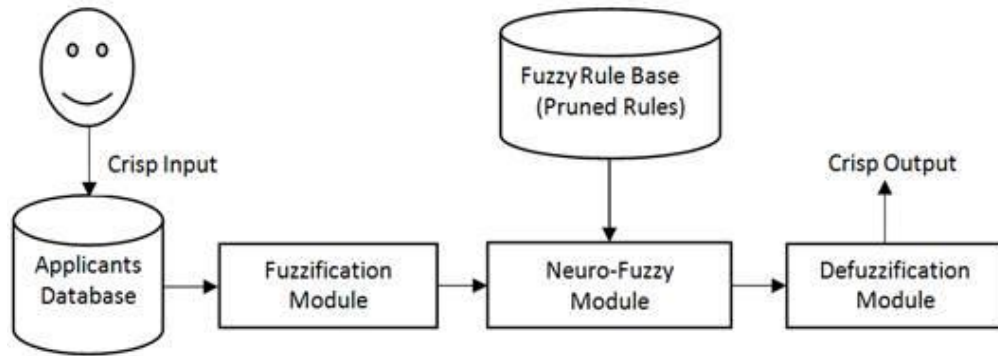 Fuzzy Rule Base
(Pruned Rules)
Crisp Input
Crisp Output
Applicants
Database
Fuzzification
Module
Neuro-Fuzzy
Module
Defuzzification
Module